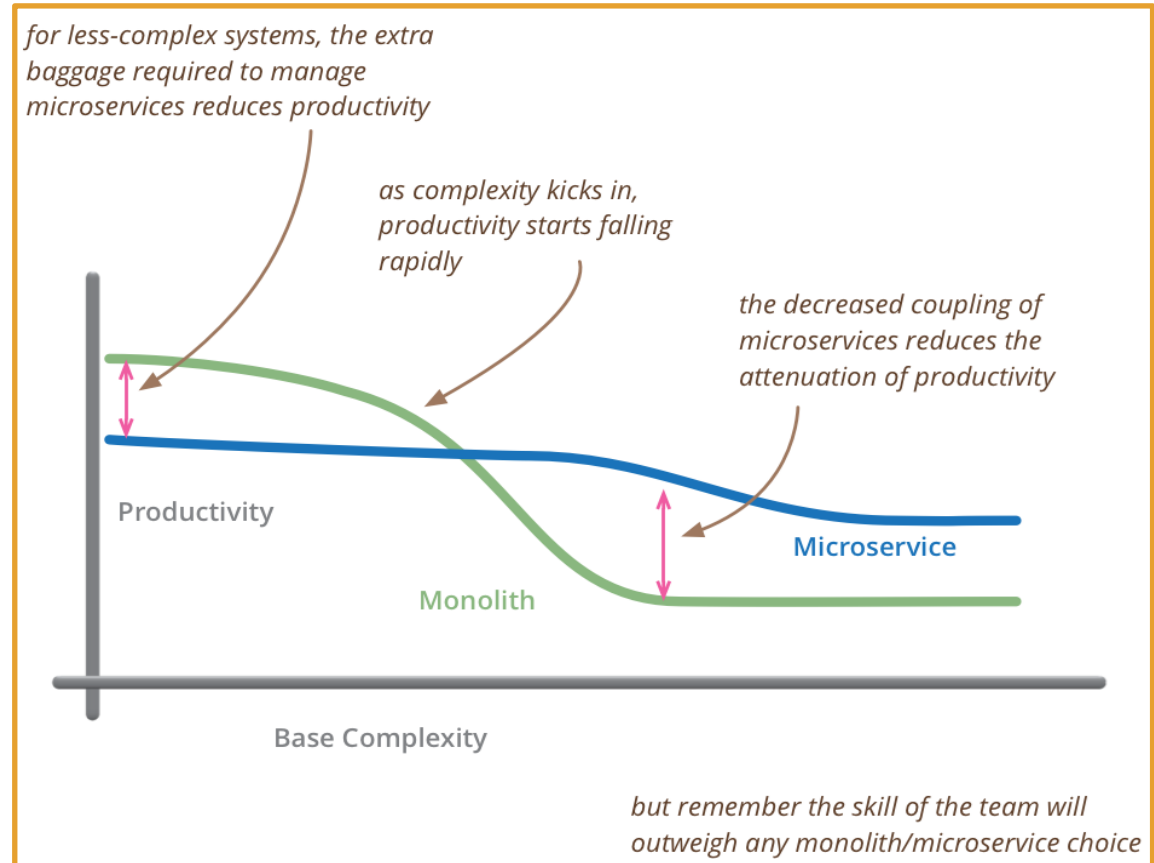 for less-complex systems, the extra
baggage required to manage
microservices reduces productivity
as complexity kicks in,
productivity starts falling
rapidly
the decreased coupling of
microservices reduces the
attenuation of productivity
Productivity
Microservice
Monolith
Base Complexity
but remember the skill of the team will
outweigh any monolith/microservice choice